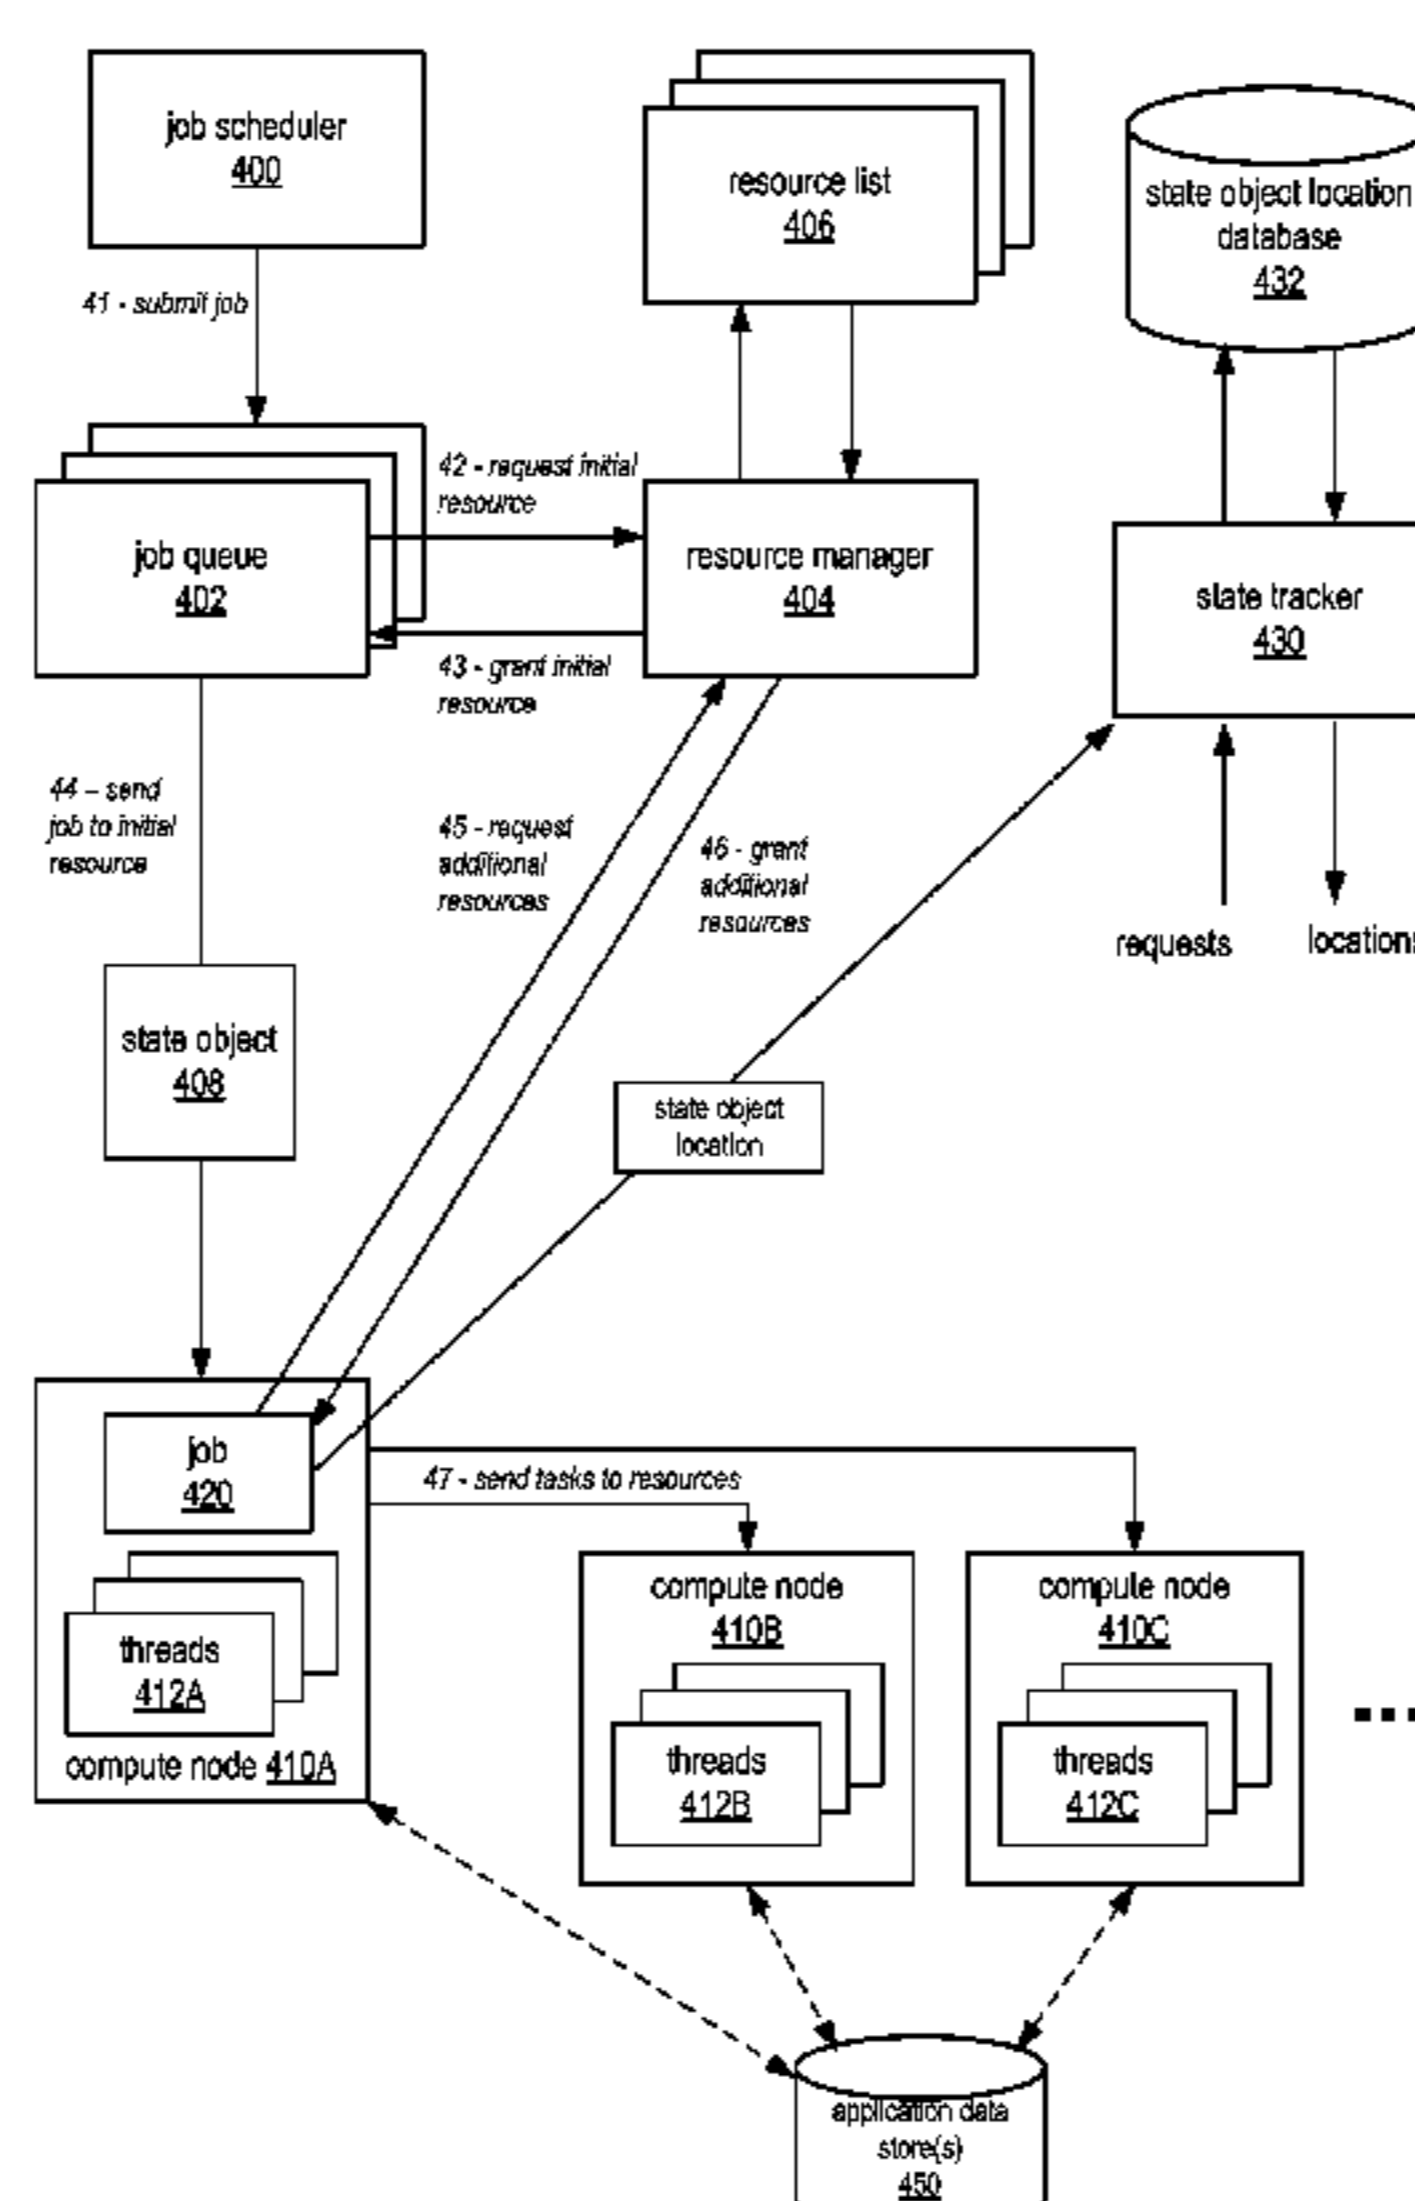 job scheduler
400
resource list
406
state object location
database
432
41 - submit job
42 - request initial
resource
job queue
402
resource manager
404
state tracker
430
43 - grant initial
resource
44 – send
job to initial
resource
45 - request
additional
resources
46 - grant
additional
resources
requests
locations
state object
408
state object
location
job
420
47 - send tasks to resources
threads
412A
compute node 410A
compute node
410B
threads
412B
compute node
410C
threads
412C
application data
store(s)
450